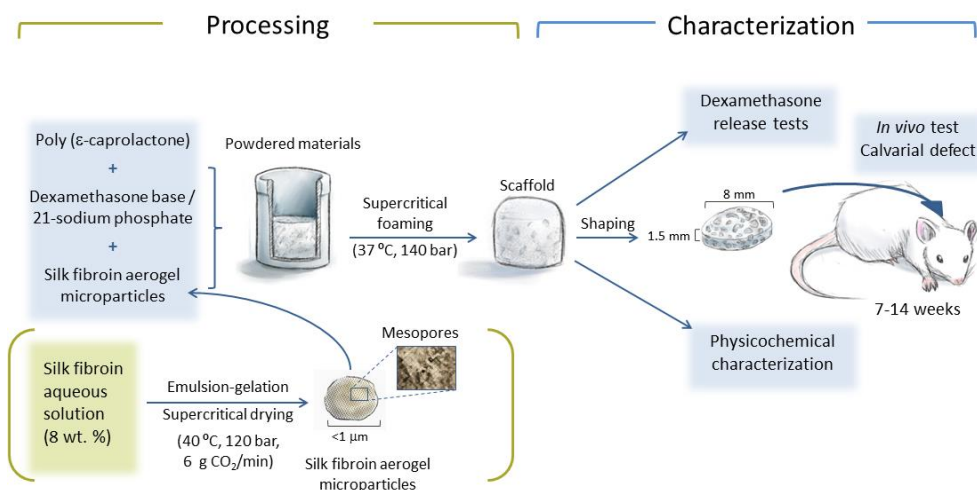 Processing
Characterization
Poly (ε-caprolactone)
+
Dexamethasone base /
21-sodium phosphate
+
Silk fibroin aerogel
microparticles
Powdered materials
Supercritical
foaming
(37 ⁰C, 140 bar)
Scaffold
Shaping
Dexamethasone
release tests
8 mm
1.5 mm
In vivo test
Calvarial defect
7-14 weeks
Physicochemical
characterization
Silk fibroin
aqueous
solution
(8 wt. %)
Emulsion-gelation
Supercritical drying
(40 ⁰C, 120 bar,
6 g CO₂/min)
Mesopores
<1 μm
Silk fibroin aerogel
microparticles